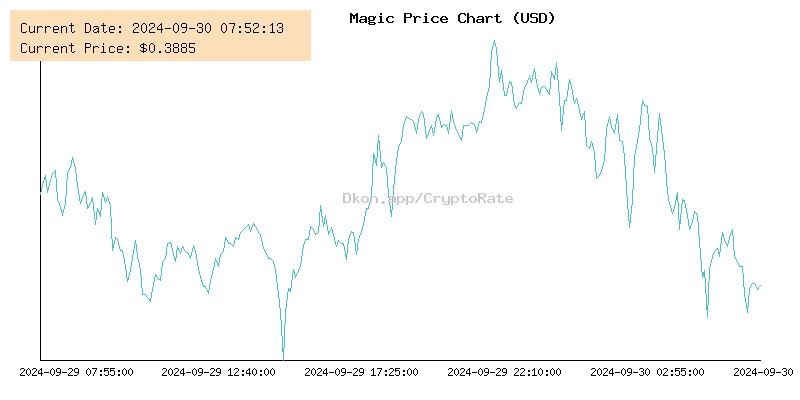 Magic Price Chart (USD)
Current Date: 2024-09-30 07:52:13
Current Price: $0.3885
Dkon.app/CryptoRate
2024-09-29 07:55:00 2024-09-29 12:40:00 2024-09-29 17:25:00 2024-09-29 22:10:00 2024-09-30 02:55:00 2024-09-30